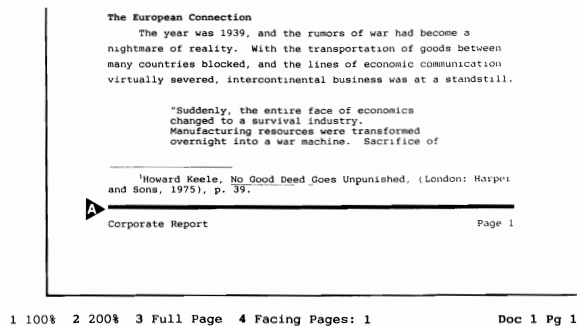 The European Connection
The year was 1939, and the rumors of war had become a
nightmare of reality. With the transportation of goods between
many countries blocked, and the lines of economic communication
virtually severed, intercontinental business was at a standstill.
"Suddenly, the entire face of economics
changed to a survival industry.
Manufacturing resources were transformed
overnight into a war machine. Sacrifice of
¹Howard Keele, No Good Deed Goes Unpunished, (London: Harper
and Sons, 1975), p. 39.
A
Corporate Report Page 1
1 100% 2 200% 3 Full Page 4 Facing Pages: 1 Doc 1 Pg 1